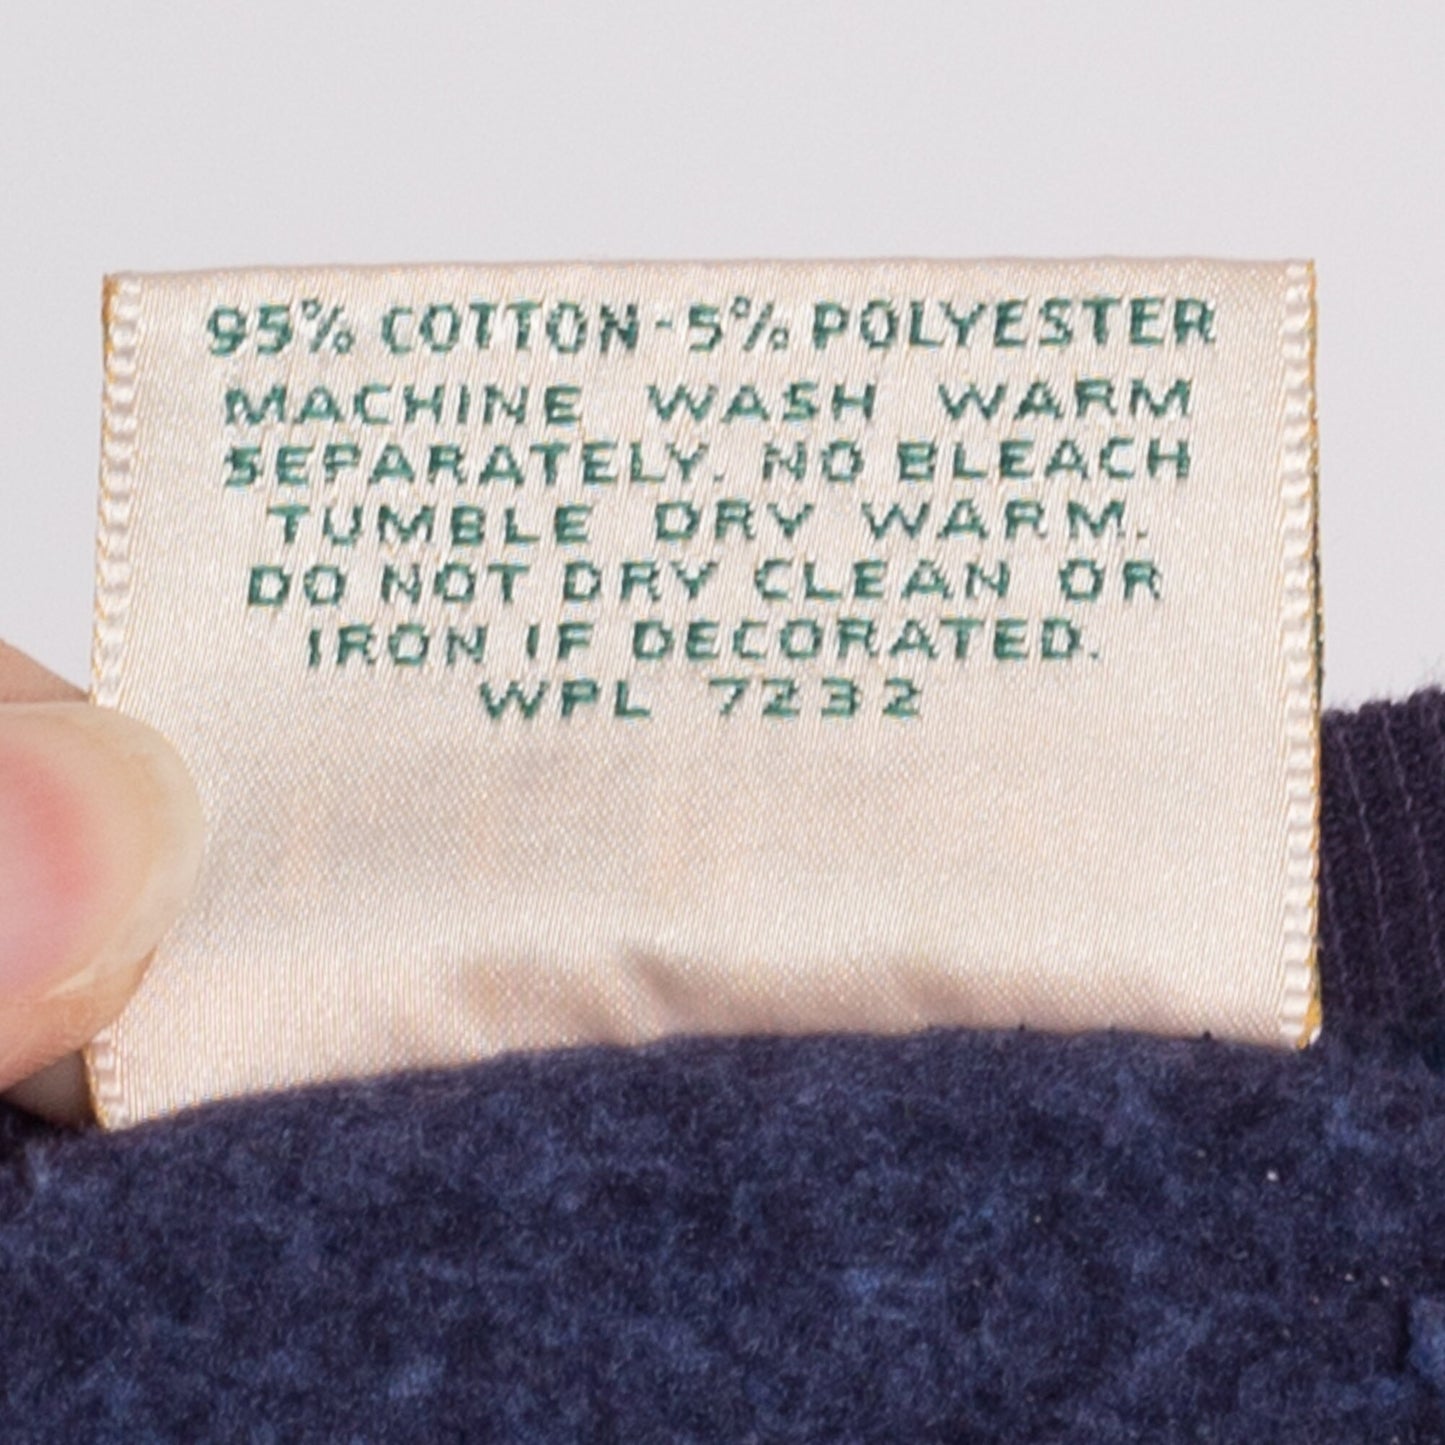 95% COTTON-5% POLYESTER
MACHINE WASH WARM
SEPARATELY. NO BLEACH
TUMBLE DRY WARM.
DO NOT DRY CLEAN OR
IRON IF DECORATED.
WPL 7232